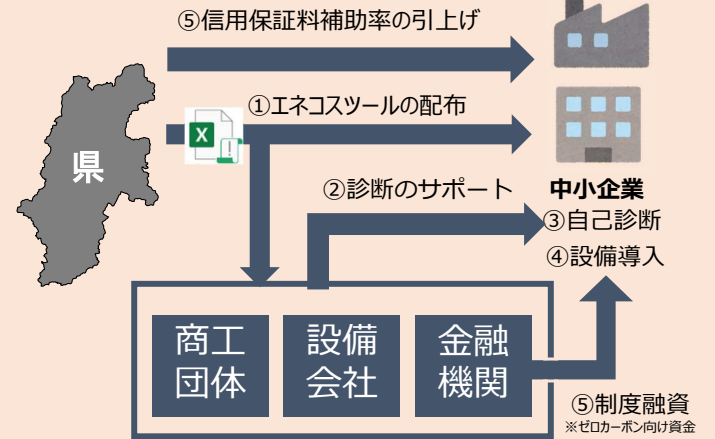 ⑤信用保証料補助率の引上げ
①エネコスツールの配布
県
②診断のサポート
中小企業
③自己診断
④設備導入
商工
団体
設備
会社
金融
機関
⑤制度融資
※ゼロカーボン向け資金